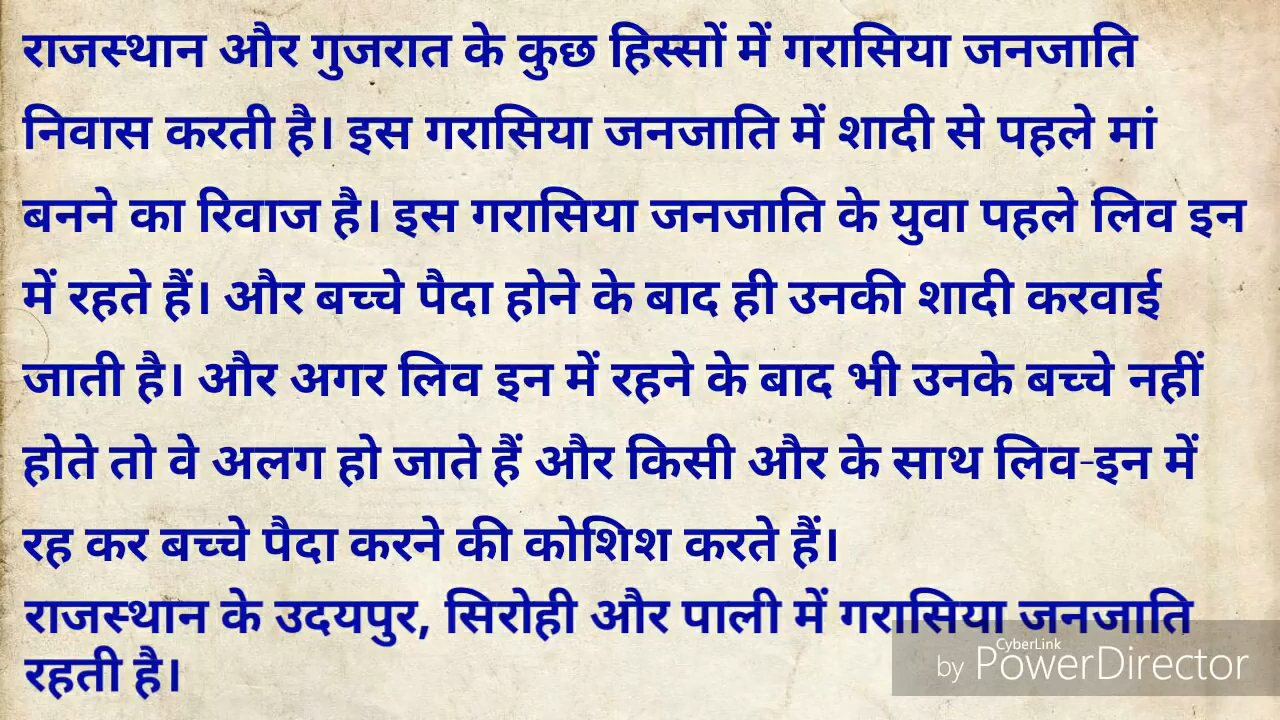 राजस्थान और गुजरात के कुछ हिस्सों में गरासिया जनजाति
निवास करती है। इस गरासिया जनजाति में शादी से पहले मां
बनने का रिवाज है। इस गरासिया जनजाति के युवा पहले लिव इन
में रहते हैं। और बच्चे पैदा होने के बाद ही उनकी शादी करवाई
जाती है। और अगर लिव इन में रहने के बाद भी उनके बच्चे नहीं
होते तो वे अलग हो जाते हैं और किसी और के साथ लिव-इन में
रह कर बच्चे पैदा करने की कोशिश करते हैं।
राजस्थान के उदयपुर, सिरोही और पाली में गरासिया जनजाति
रहती है।
CyberLink
by PowerDirector